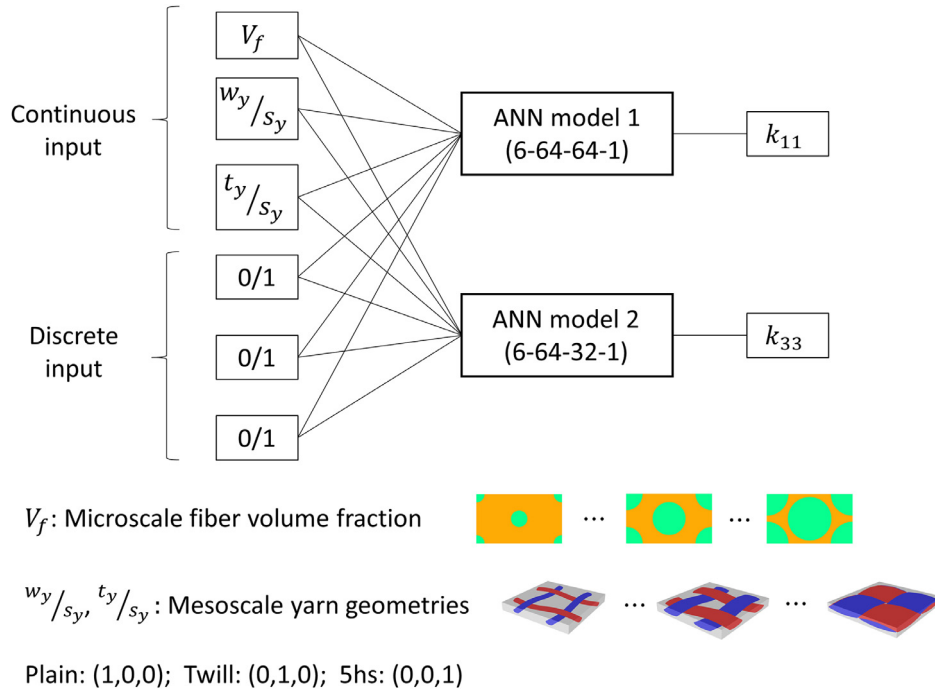 Continuous
input
V_f
w_y/s_y
t_y/s_y
Discrete
input
0/1
0/1
0/1
ANN model 1
(6-64-64-1)
k_11
ANN model 2
(6-64-32-1)
k_33
V_f: Microscale fiber volume fraction
... ...
w_y/s_y, t_y/s_y: Mesoscale yarn geometries
... ...
Plain: (1,0,0); Twill: (0,1,0); 5hs: (0,0,1)